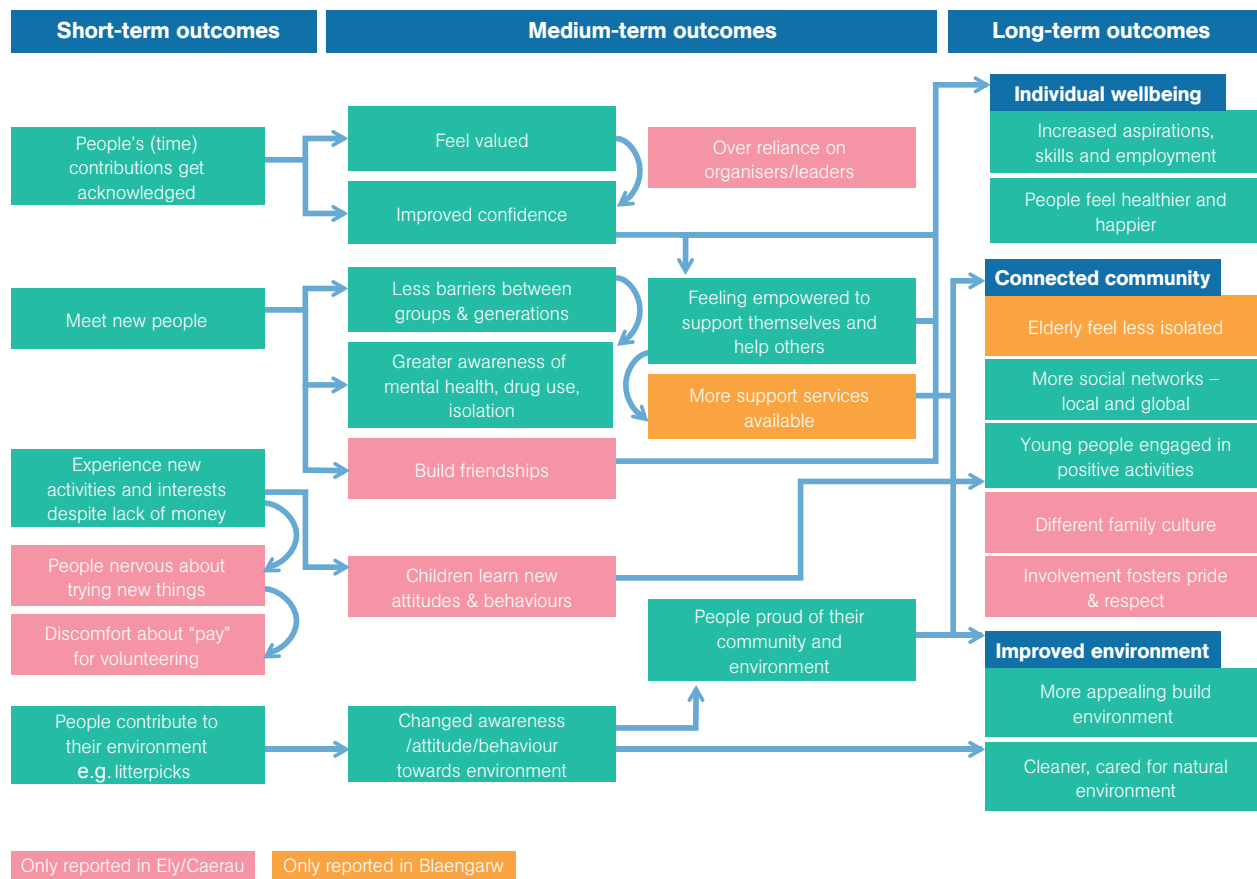 Short-term outcomes
Medium-term outcomes
Long-term outcomes
People's (time)
contributions get
acknowledged
Meet new people
Experience new
activities and interests
despite lack of money
People nervous about
trying new things
Discomfort about “pay”
for volunteering
People contribute to
their environment
e.g. litterpicks
Feel valued
Improved confidence
Less barriers between
groups & generations
Greater awareness of
mental health, drug use,
isolation
Build friendships
Children learn new
attitudes & behaviours
Changed awareness
/attitude/behaviour
towards environment
Over reliance on
organisers/leaders
Feeling empowered to
support themselves and
help others
More support services
available
People proud of their
community and
environment
Individual wellbeing
Increased aspirations,
skills and employment
People feel healthier and
happier
Connected community
Elderly feel less isolated
More social networks –
local and global
Young people engaged in
positive activities
Different family culture
Involvement fosters pride
& respect
Improved environment
More appealing build
environment
Cleaner, cared for natural
environment
Only reported in Ely/Caerau
Only reported in Blaengarw